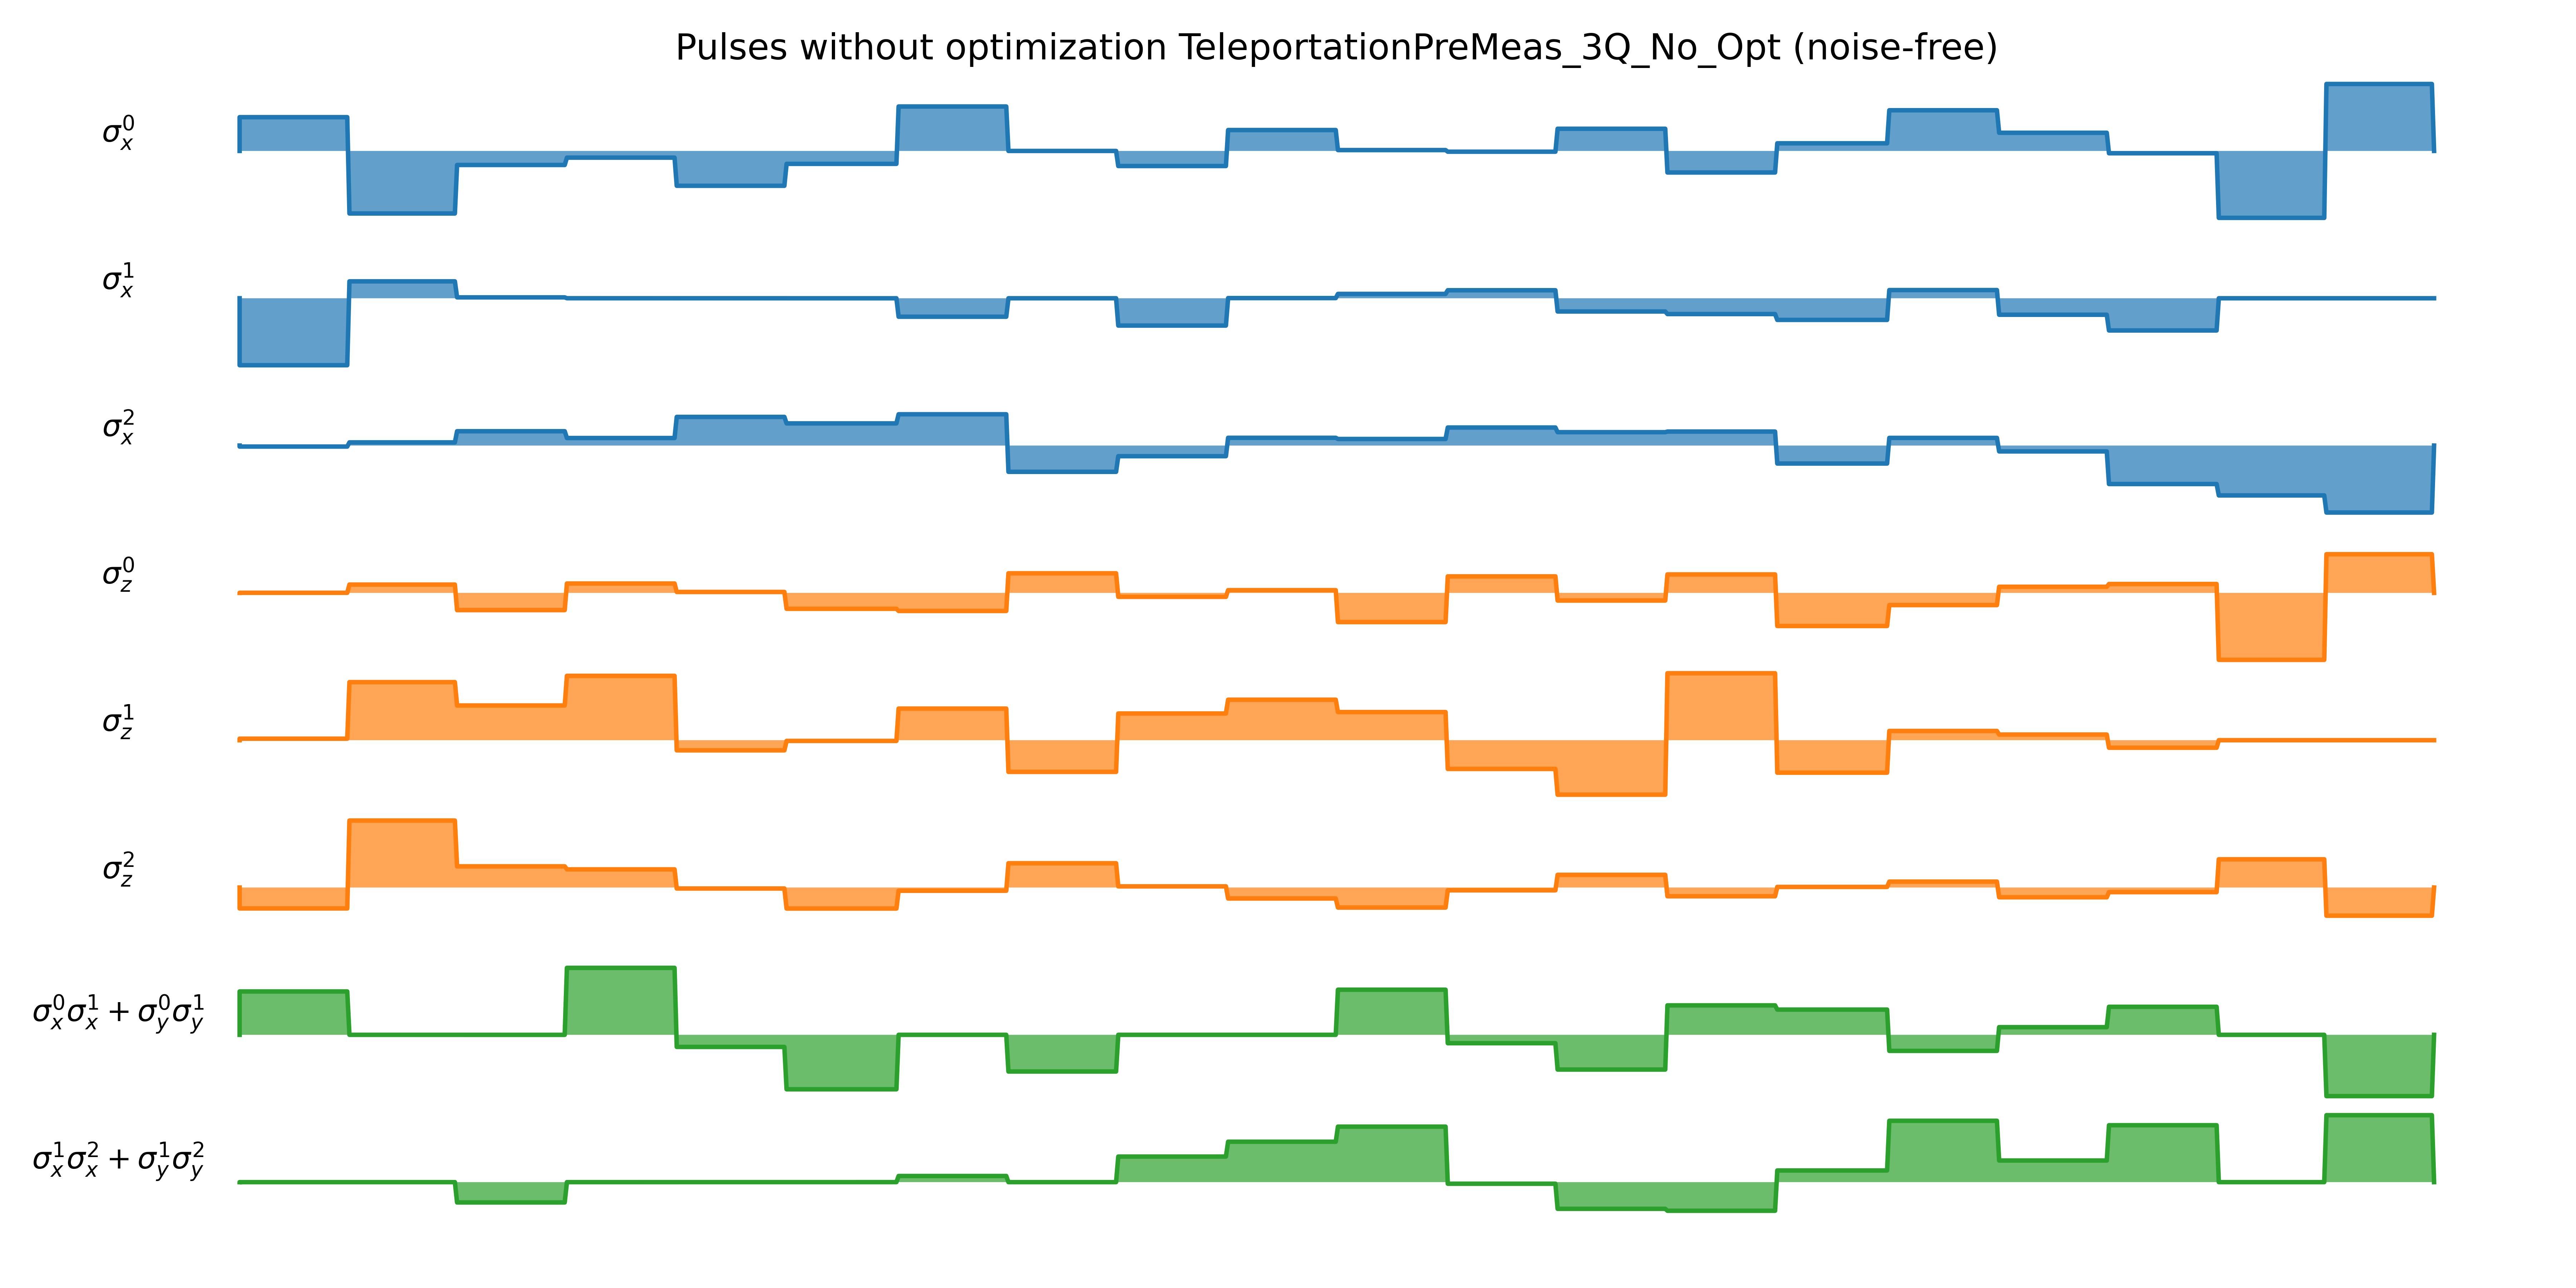 Pulses without optimization TeleportationPreMeas_3Q_No_Opt (noise-free)
σ_x^0
σ_x^1
σ_x^2
σ_z^0
σ_z^1
σ_z^2
σ_x^0σ_x^1 + σ_y^0σ_y^1
σ_x^1σ_x^2 + σ_y^1σ_y^2